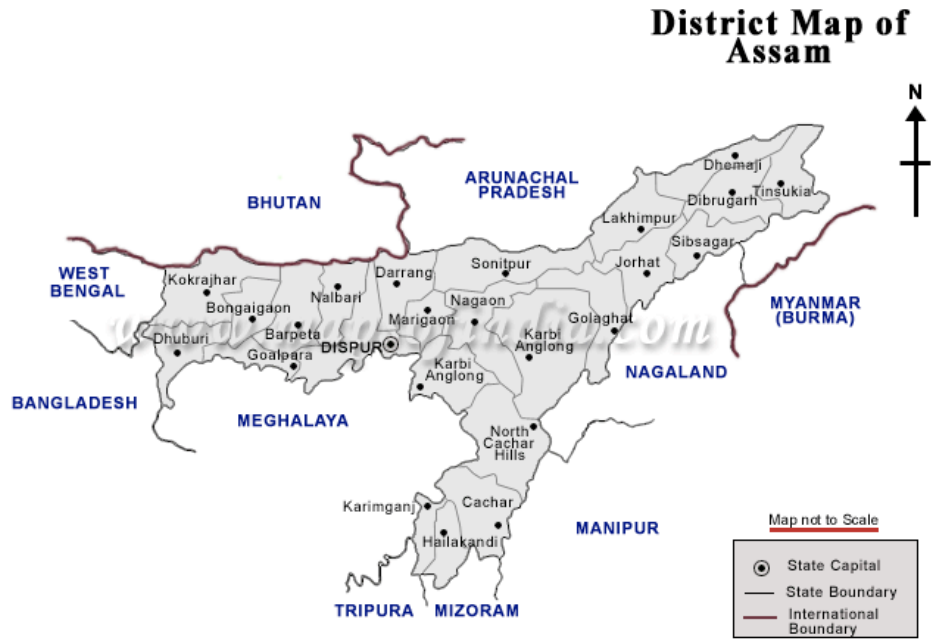 District Map of
Assam
N
ARUNACHAL
PRADESH
BHUTAN
Dhemaji
Tinsukia
Dibrugarh
Lakhimpur
Sibsagar
WEST
BENGAL
Kokrajhar
Darrang
Sonitpur
Jorhat
Nalbari
Nagaon
MYANMAR
(BURMA)
Bongaigaon
Marigaon
Golaghat
Barpeta
Karbi
Anglong
Dhuburi
DISPUR
Goalpara
Karbi
Anglong
NAGALAND
BANGLADESH
MEGHALAYA
North
Cachar
Hills
Karimganj
Cachar
Hailakandi
MANIPUR
TRIPURA
MIZORAM
Map not to Scale
State Capital
State Boundary
International
Boundary